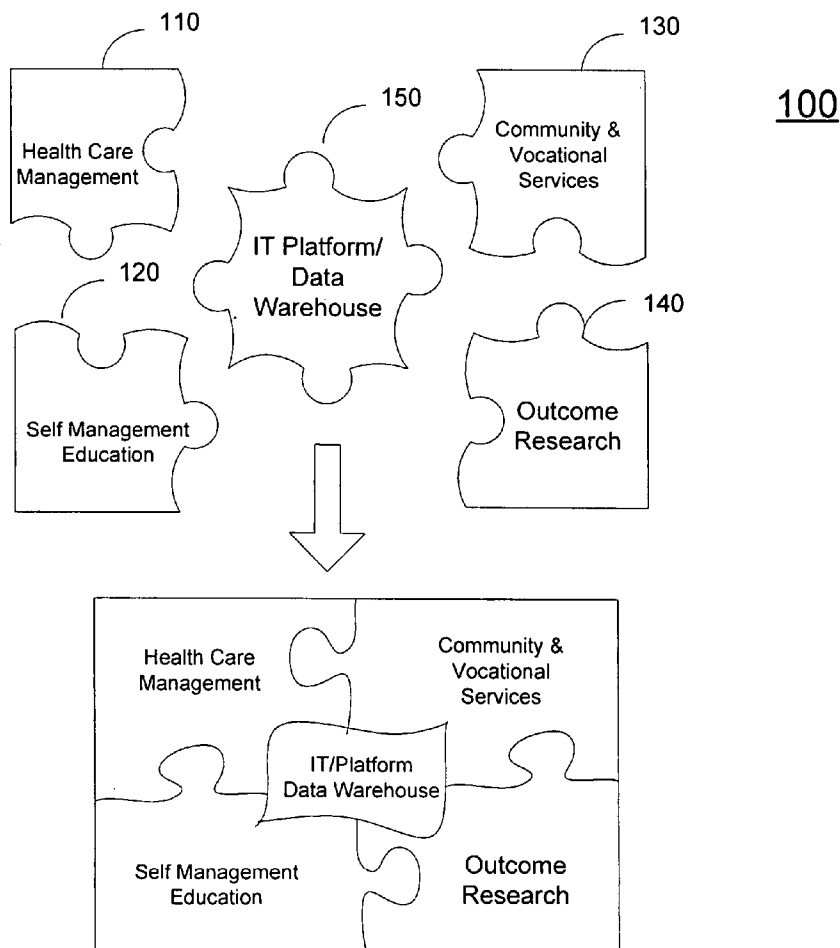 110
130
100
150
Health Care
Management
Community &
Vocational
Services
IT Platform/
Data
Warehouse
120
140
Self Management
Education
Outcome
Research
Health Care
Management
Community &
Vocational
Services
IT/Platform
Data Warehouse
Self Management
Education
Outcome
Research